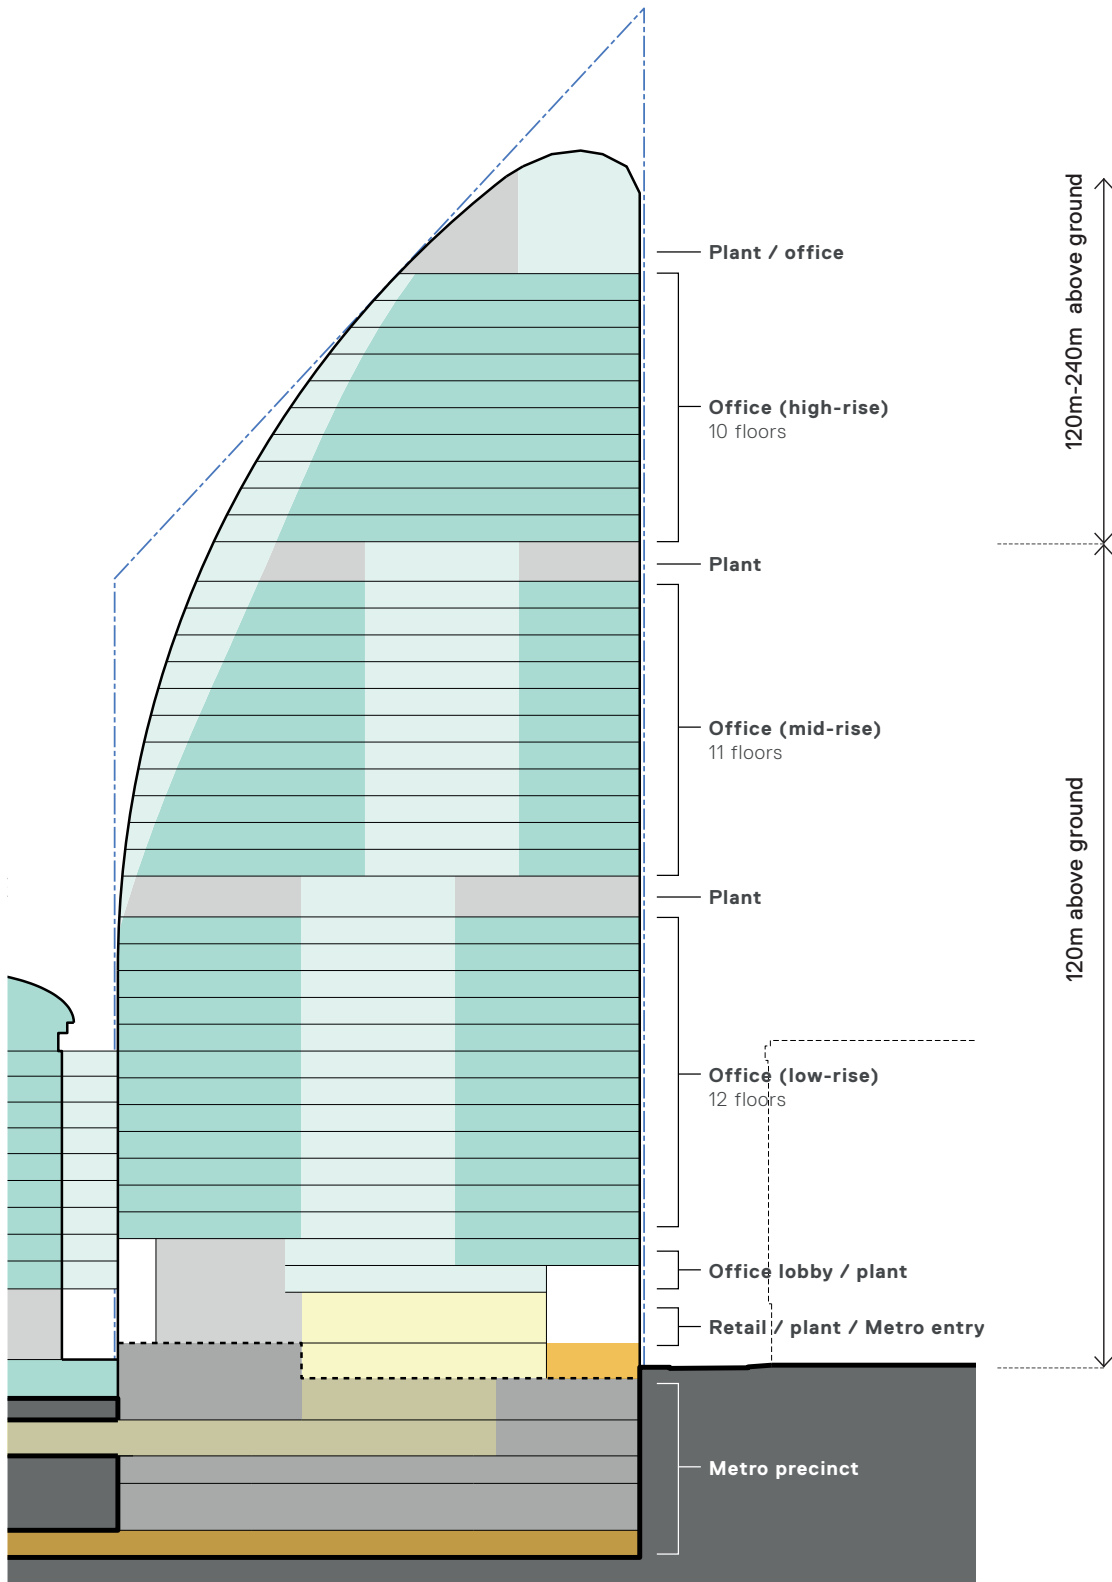 Plant / office
Office (high-rise)
10 floors
Plant
Office (mid-rise)
11 floors
Plant
Office (low-rise)
12 floors
Office lobby / plant
Retail / plant / Metro entry
Metro precinct
120m-240m above ground
120m above ground